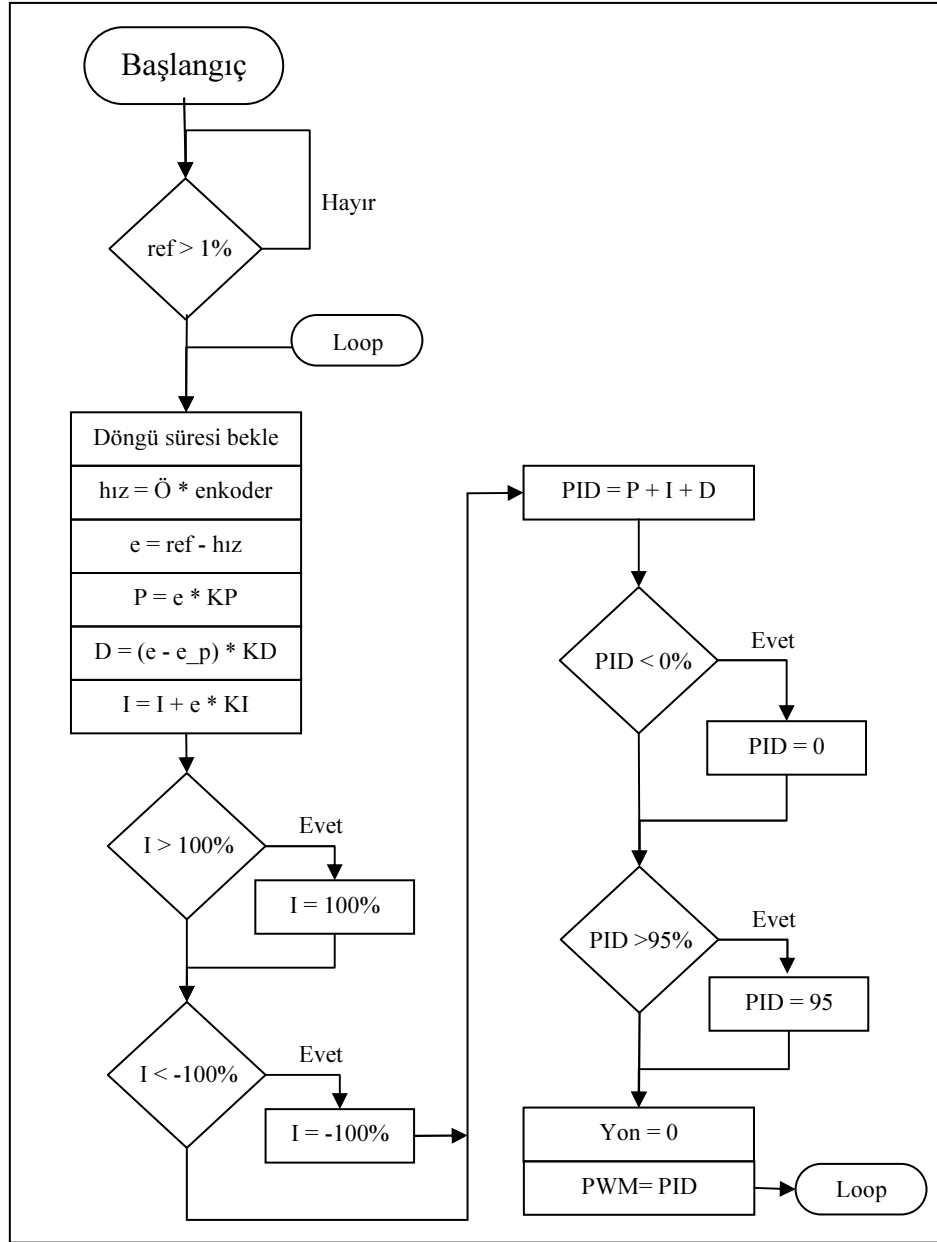 Başlangıç
Hayır
ref > 1%
Loop
Döngü süresi bekle
hız = Ö * enkoder
e = ref - hız
P = e * KP
D = (e - e_p) * KD
I = I + e * KI
I > 100%
Evet
I = 100%
I < -100%
Evet
I = -100%
PID = P + I + D
PID < 0%
Evet
PID = 0
PID >95%
Evet
PID = 95
Yon = 0
PWM= PID
Loop